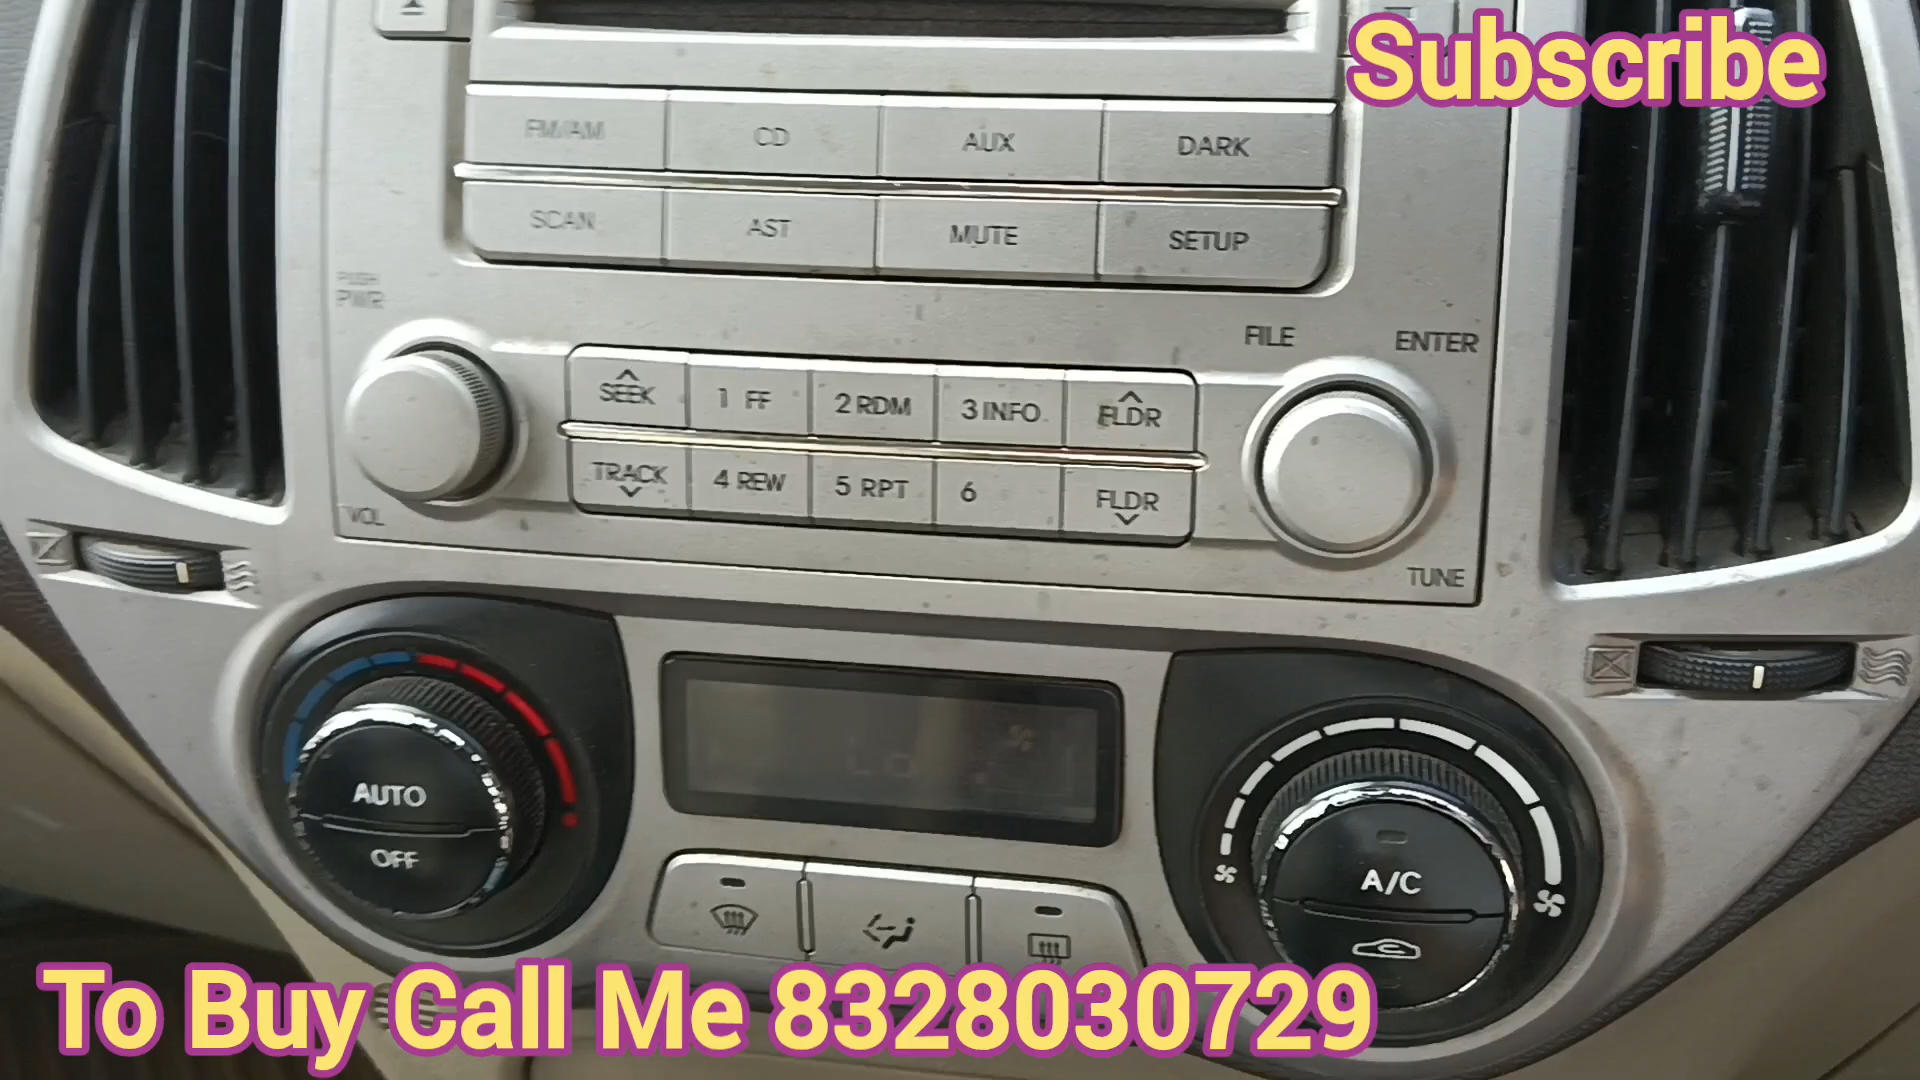 Subscribe
FM/AM CD AUX DARK
SCAN AST MUTE SETUP
PUSH
PWR
FILE ENTER
SEEK 1 FF 2 RDM 3 INFO FLDR
TRACK 4 REW 5 RPT 6 FLDR
VOL
TUNE
AUTO
OFF
Lo
A/C
To Buy Call Me 8328030729